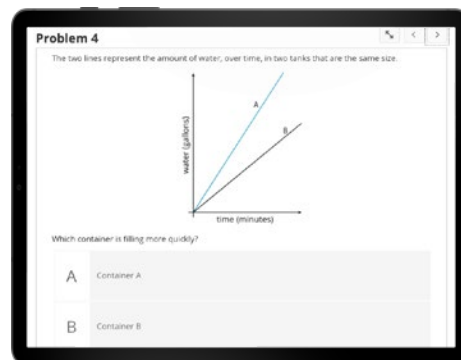 Problem 4
The two lines represent the amount of water, over time, in two tanks that are the same size.
A
B
water (gallons)
time (minutes)
Which container is filling more quickly?
A Container A
B Container B